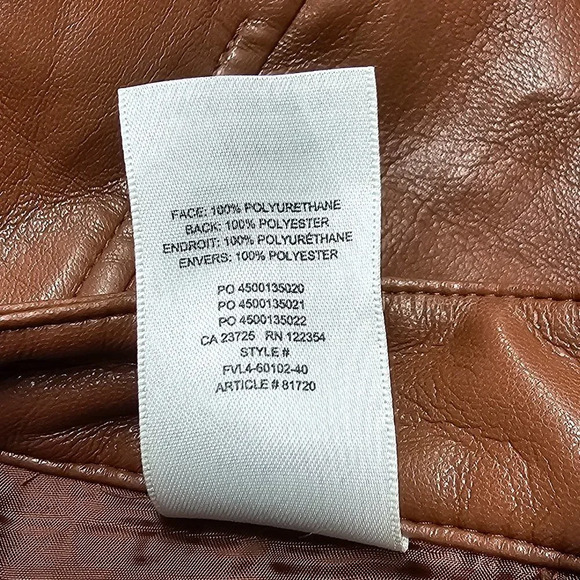 FACE: 100% POLYURETHANE
BACK: 100% POLYESTER
ENDROIT: 100% POLYURÉTHANE
ENVERS: 100% POLYESTER
PO 4500135020
PO 4500135021
PO 4500135022
CA 23725 RN 122354
STYLE #
FVL4-60102-40
ARTICLE # 81720